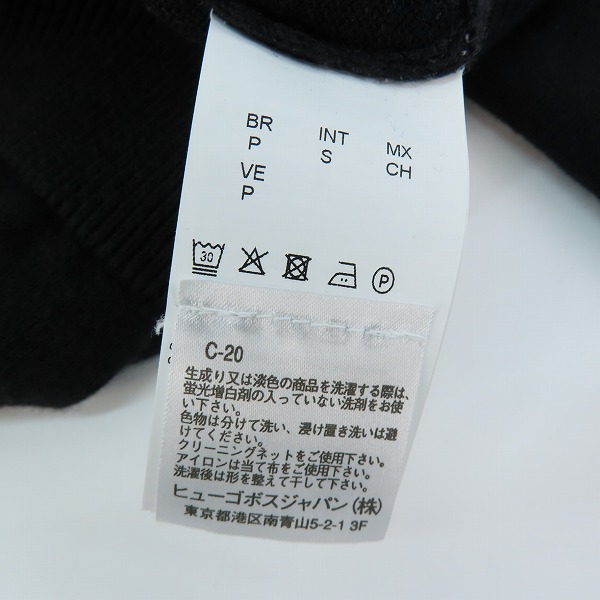 BR
P
INT
S
MX
CH
VE
P
30
P
C-20
生成り又は淡色の商品を洗濯する際は、
蛍光増白剤の入っていない洗剤をお使
い下さい。
色物は分けて洗い、浸け置き洗いは避
けてください。
クリーニングネットをご使用下さい。
アイロンは当て布をご使用下さい。
洗濯後は形を整えて干して下さい。
ヒューゴボスジャパン(株)
東京都港区南青山5-2-1 3F